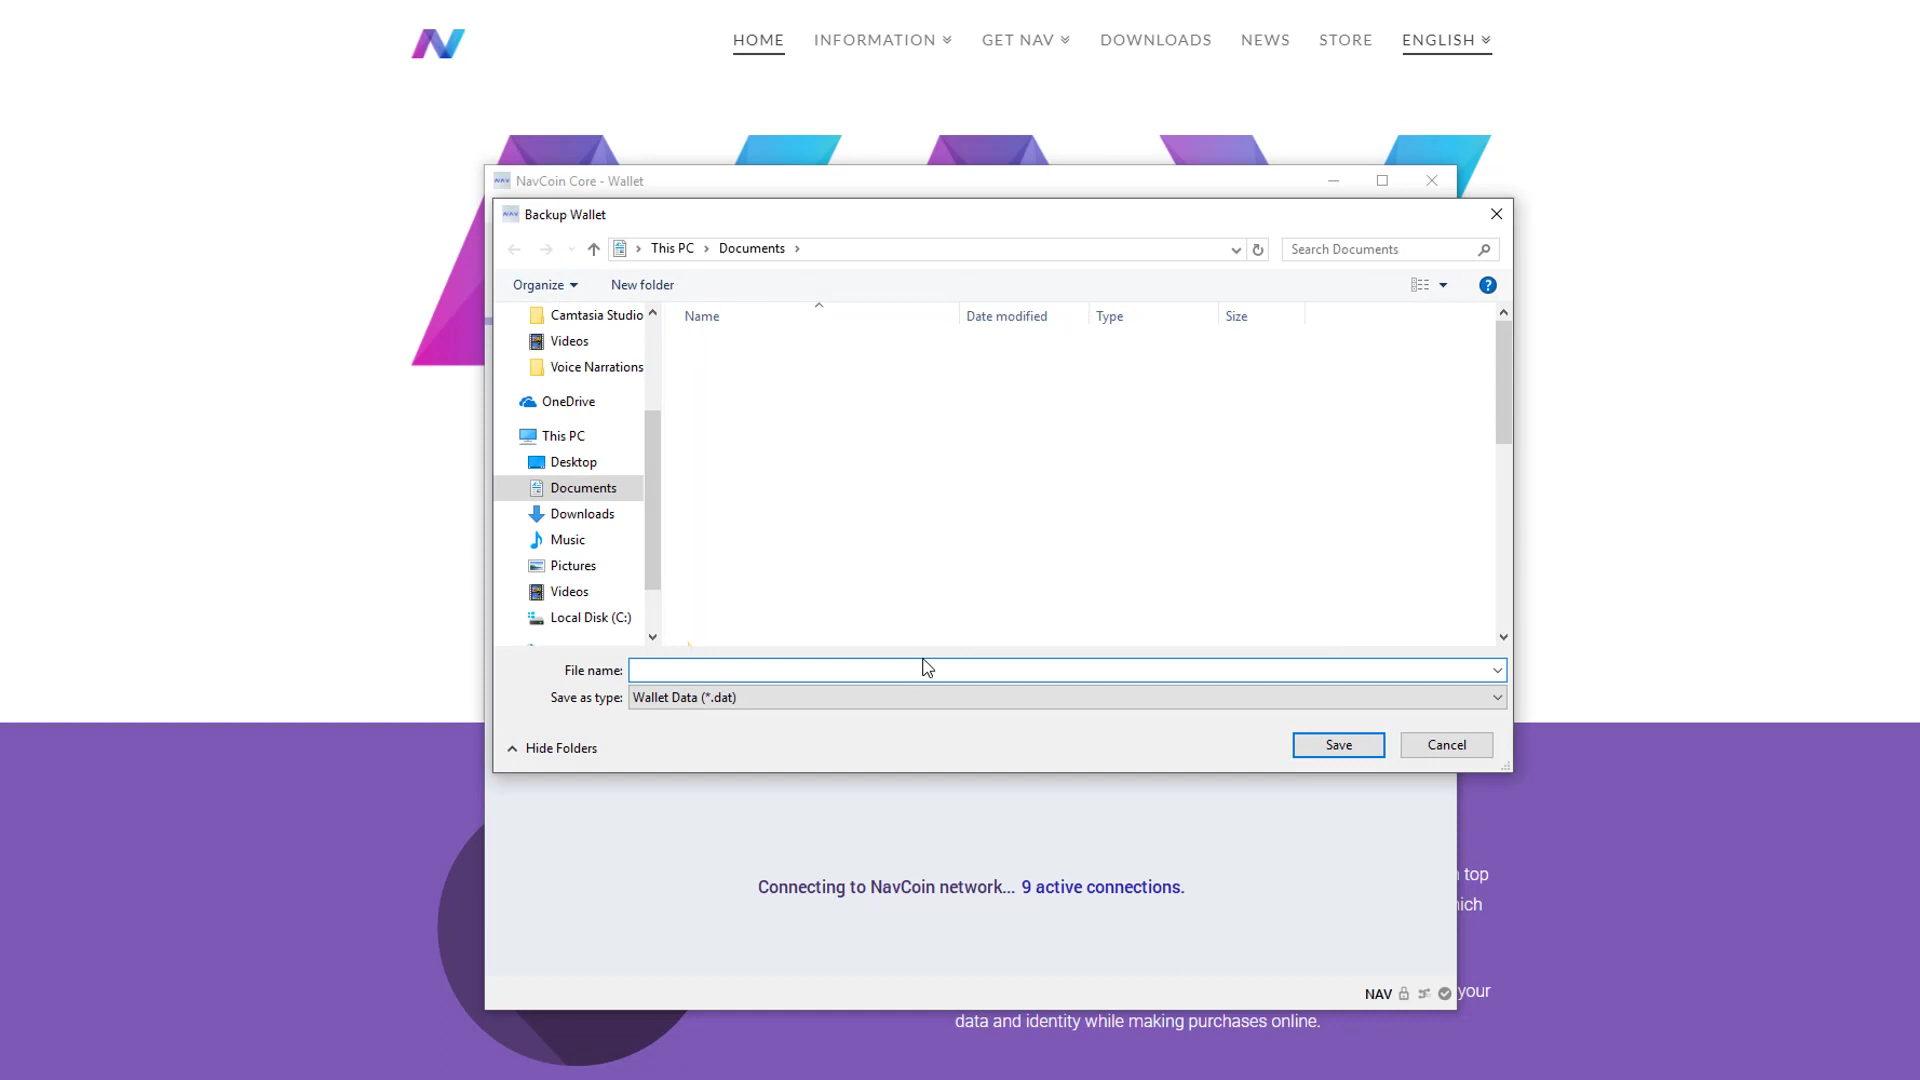 HOME INFORMATION GET NAV DOWNLOADS NEWS STORE ENGLISH
NAV NavCoin Core - Wallet
NAV Backup Wallet
This PC Documents
Search Documents
Organize New folder
Name Date modified Type Size
Camtasia Studio
Videos
Voice Narrations
OneDrive
This PC
Desktop
Documents
Downloads
Music
Pictures
Videos
Local Disk (C:)
File name:
Save as type: Wallet Data (*.dat)
Hide Folders
Save Cancel
top
Connecting to NavCoin network... 9 active connections.
NAV
your
data and identity while making purchases online.